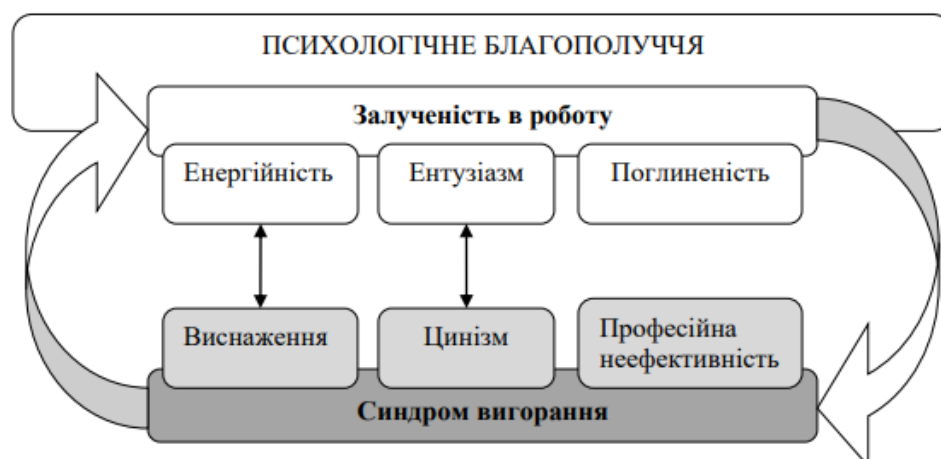 ПСИХОЛОГІЧНЕ БЛАГОПОЛУЧЧЯ
Залученість в роботу
Енергійність
Ентузіазм
Поглиненість
Виснаження
Цинізм
Професійна
неефективність
Синдром вигорання